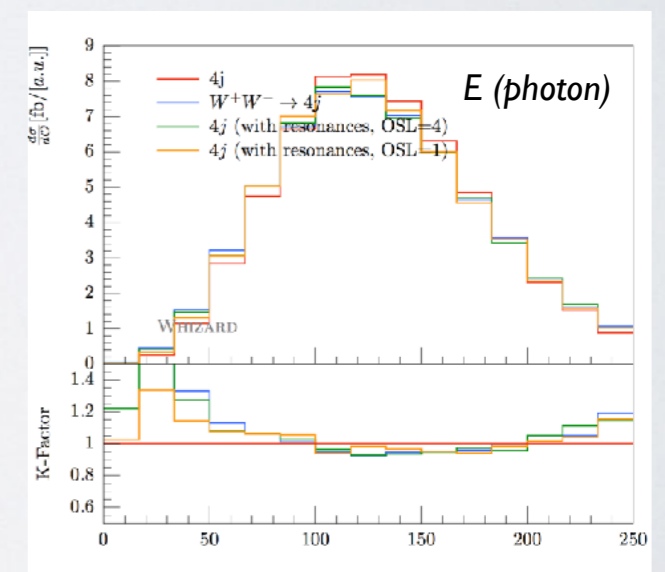 E (photon)
dσ/dO [fb/[a.u.]]
9
8
7
6
5
4
3
2
1
0
4j
W⁺W⁻ → 4j
4j (with resonances, OSL=4)
4j (with resonances, OSL=1)
WHIZARD
K-Factor
1.4
1.2
1
0.8
0.6
0 50 100 150 200 250